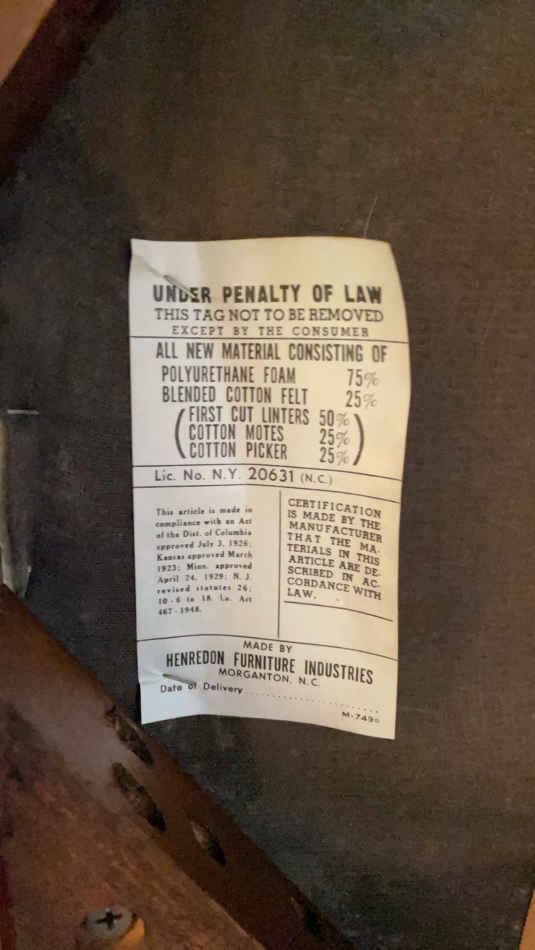 UNDER PENALTY OF LAW
THIS TAG NOT TO BE REMOVED
EXCEPT BY THE CONSUMER
ALL NEW MATERIAL CONSISTING OF
POLYURETHANE FOAM 75%
BLENDED COTTON FELT 25%
(FIRST CUT LINTERS 50%
COTTON MOTES 25%
COTTON PICKER 25%)
Lic. No. N.Y. 20631 (N.C.)
This article is made in
compliance with an Act
of the Dist. of Columbia
approved July 3, 1926;
Kansas approved March
1923; Minn. approved
April 24, 1929; N. J.
revised statutes 26;
10-6 to 18. La. Act
467-1948.
CERTIFICATION
IS MADE BY THE
MANUFACTURER
THAT THE MA-
TERIALS IN THIS
ARTICLE ARE DE-
SCRIBED IN AC-
CORDANCE WITH
LAW.
MADE BY
HENREDON FURNITURE INDUSTRIES
MORGANTON, N.C.
Date of Delivery